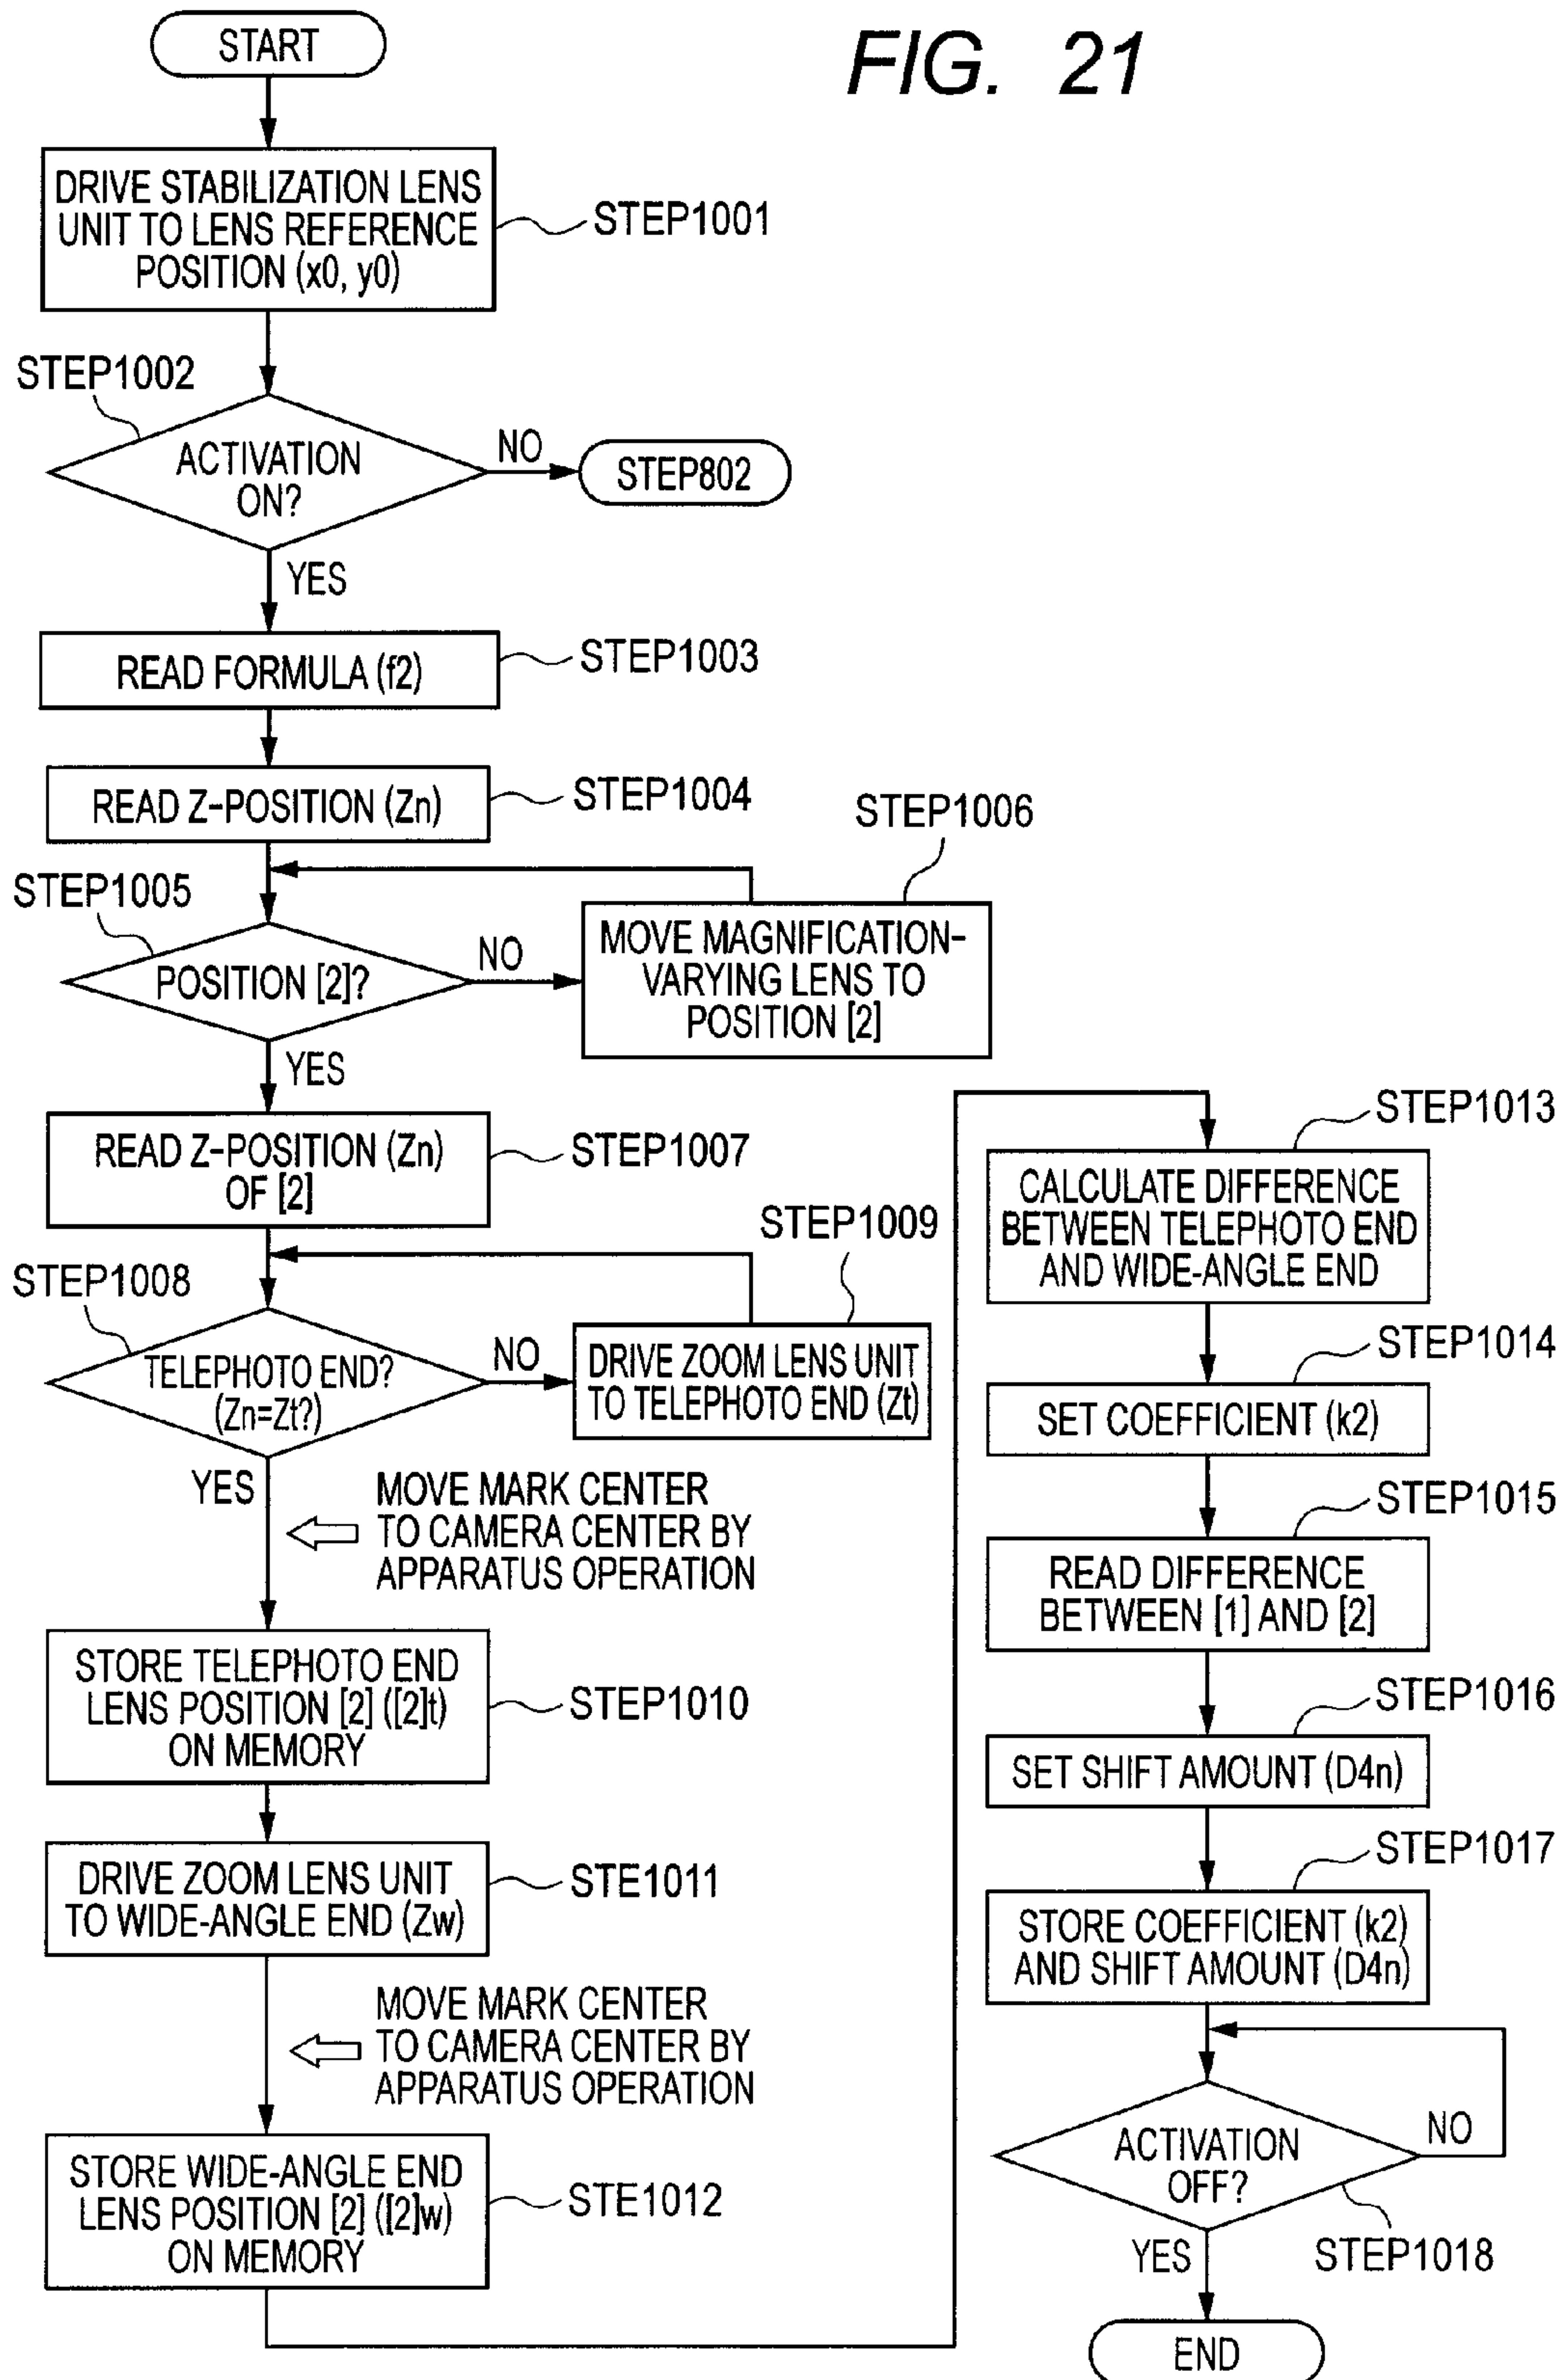 FIG. 21
START
DRIVE STABILIZATION LENS
UNIT TO LENS REFERENCE
POSITION (x0, y0)
STEP1001
STEP1002
ACTIVATION
ON?
NO
STEP802
YES
READ FORMULA (f2)
STEP1003
READ Z-POSITION (Zn)
STEP1004
STEP1005
POSITION [2]?
NO
STEP1006
MOVE MAGNIFICATION-
VARYING LENS TO
POSITION [2]
YES
READ Z-POSITION (Zn)
OF [2]
STEP1007
STEP1008
TELEPHOTO END?
(Zn=Zt?)
NO
STEP1009
DRIVE ZOOM LENS UNIT
TO TELEPHOTO END (Zt)
YES
MOVE MARK CENTER
TO CAMERA CENTER BY
APPARATUS OPERATION
STORE TELEPHOTO END
LENS POSITION [2] ([2]t)
ON MEMORY
STEP1010
DRIVE ZOOM LENS UNIT
TO WIDE-ANGLE END (Zw)
STE1011
MOVE MARK CENTER
TO CAMERA CENTER BY
APPARATUS OPERATION
STORE WIDE-ANGLE END
LENS POSITION [2] ([2]w)
ON MEMORY
STE1012
STEP1013
CALCULATE DIFFERENCE
BETWEEN TELEPHOTO END
AND WIDE-ANGLE END
STEP1014
SET COEFFICIENT (k2)
STEP1015
READ DIFFERENCE
BETWEEN [1] AND [2]
STEP1016
SET SHIFT AMOUNT (D4n)
STEP1017
STORE COEFFICIENT (k2)
AND SHIFT AMOUNT (D4n)
ACTIVATION
OFF?
NO
STEP1018
YES
END